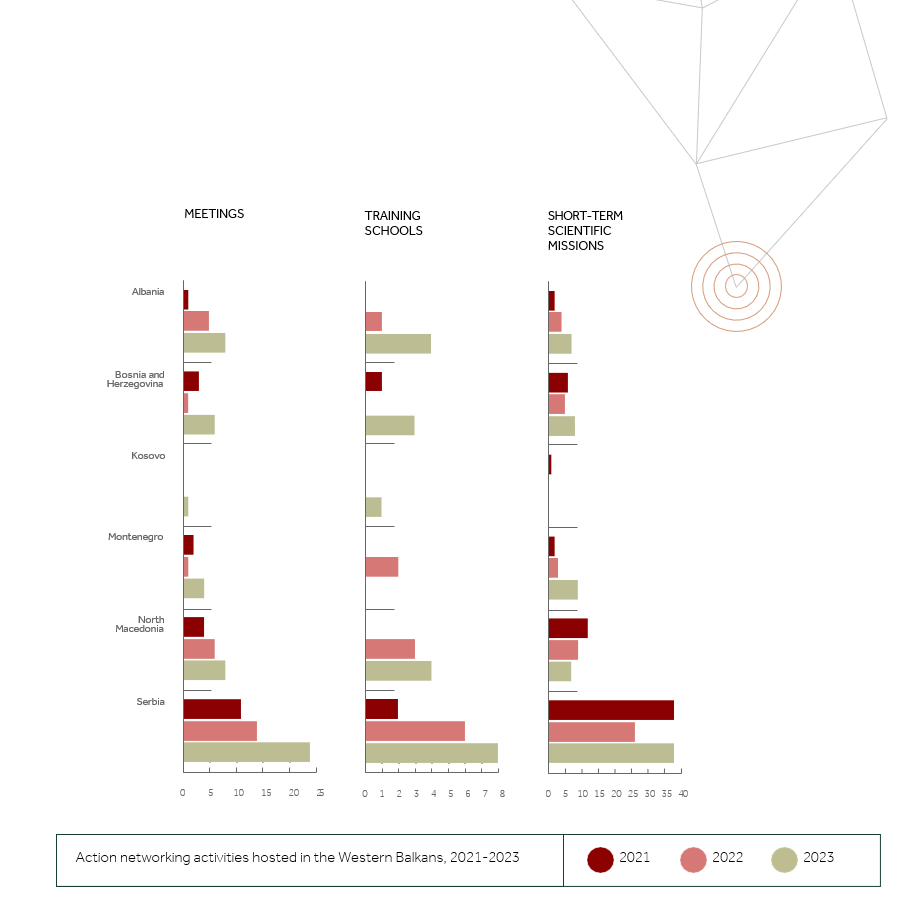 MEETINGS
TRAINING
SCHOOLS
SHORT-TERM
SCIENTIFIC
MISSIONS
Albania
Bosnia and
Herzegovina
Kosovo
Montenegro
North
Macedonia
Serbia
0 5 10 15 20 25
0 1 2 3 4 5 6 7 8
0 5 10 15 20 25 30 35 40
Action networking activities hosted in the Western Balkans, 2021-2023
2021 2022 2023